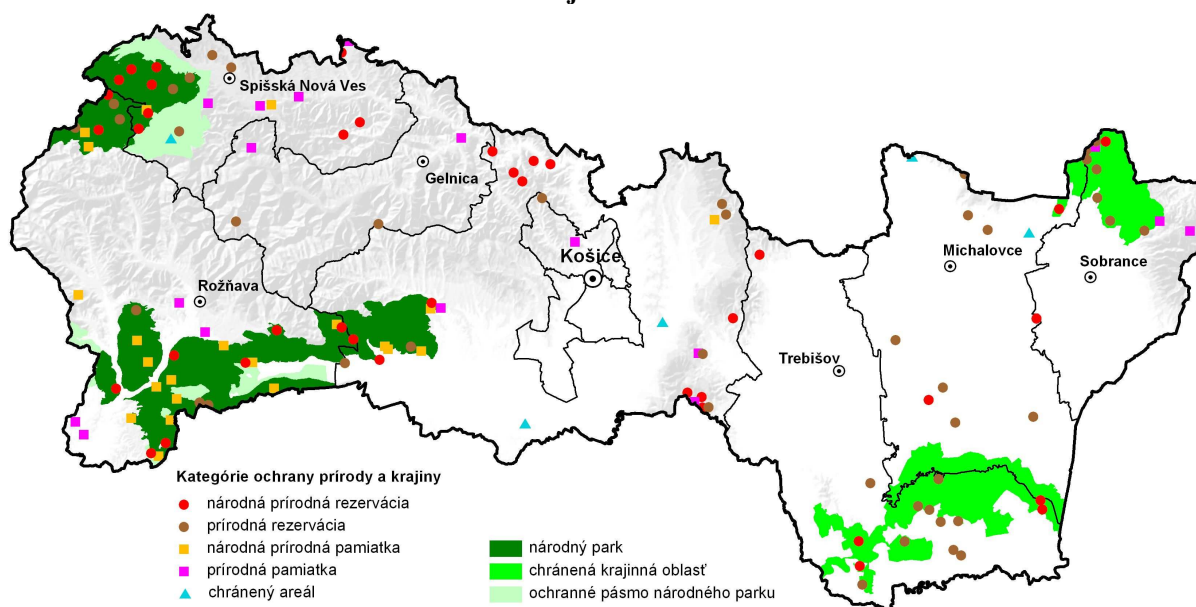 Spišská Nová Ves
Gelnica
Košice
Michalovce
Sobrance
Rožňava
Trebišov
Kategórie ochrany prírody a krajiny
národná prírodná rezervácia
prírodná rezervácia
národná prírodná pamiatka
prírodná pamiatka
chránený areál
národný park
chránená krajinná oblasť
ochranné pásmo národného parku